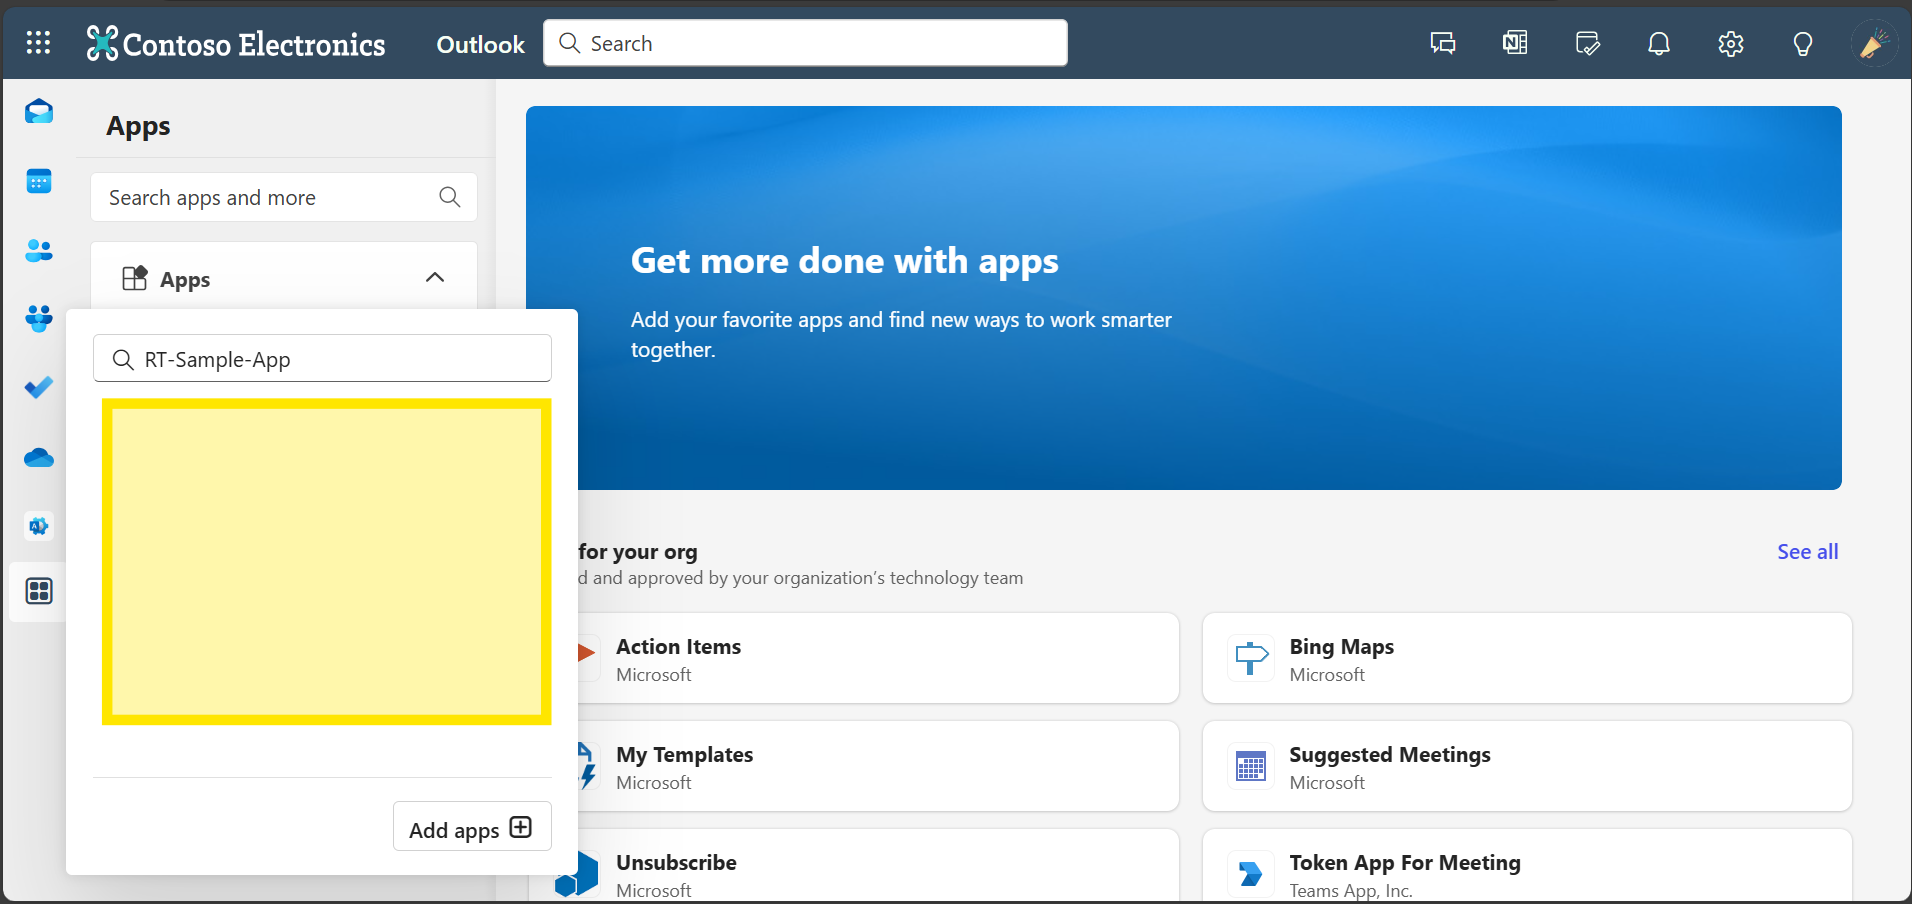 Contoso Electronics
Outlook
Search
Apps
Search apps and more
Apps
RT-Sample-App
Add apps
Get more done with apps
Add your favorite apps and find new ways to work smarter
together.
for your org
See all
d and approved by your organization's technology team
Action Items
Microsoft
Bing Maps
Microsoft
My Templates
Microsoft
Suggested Meetings
Microsoft
Unsubscribe
Microsoft
Token App For Meeting
Teams App, Inc.